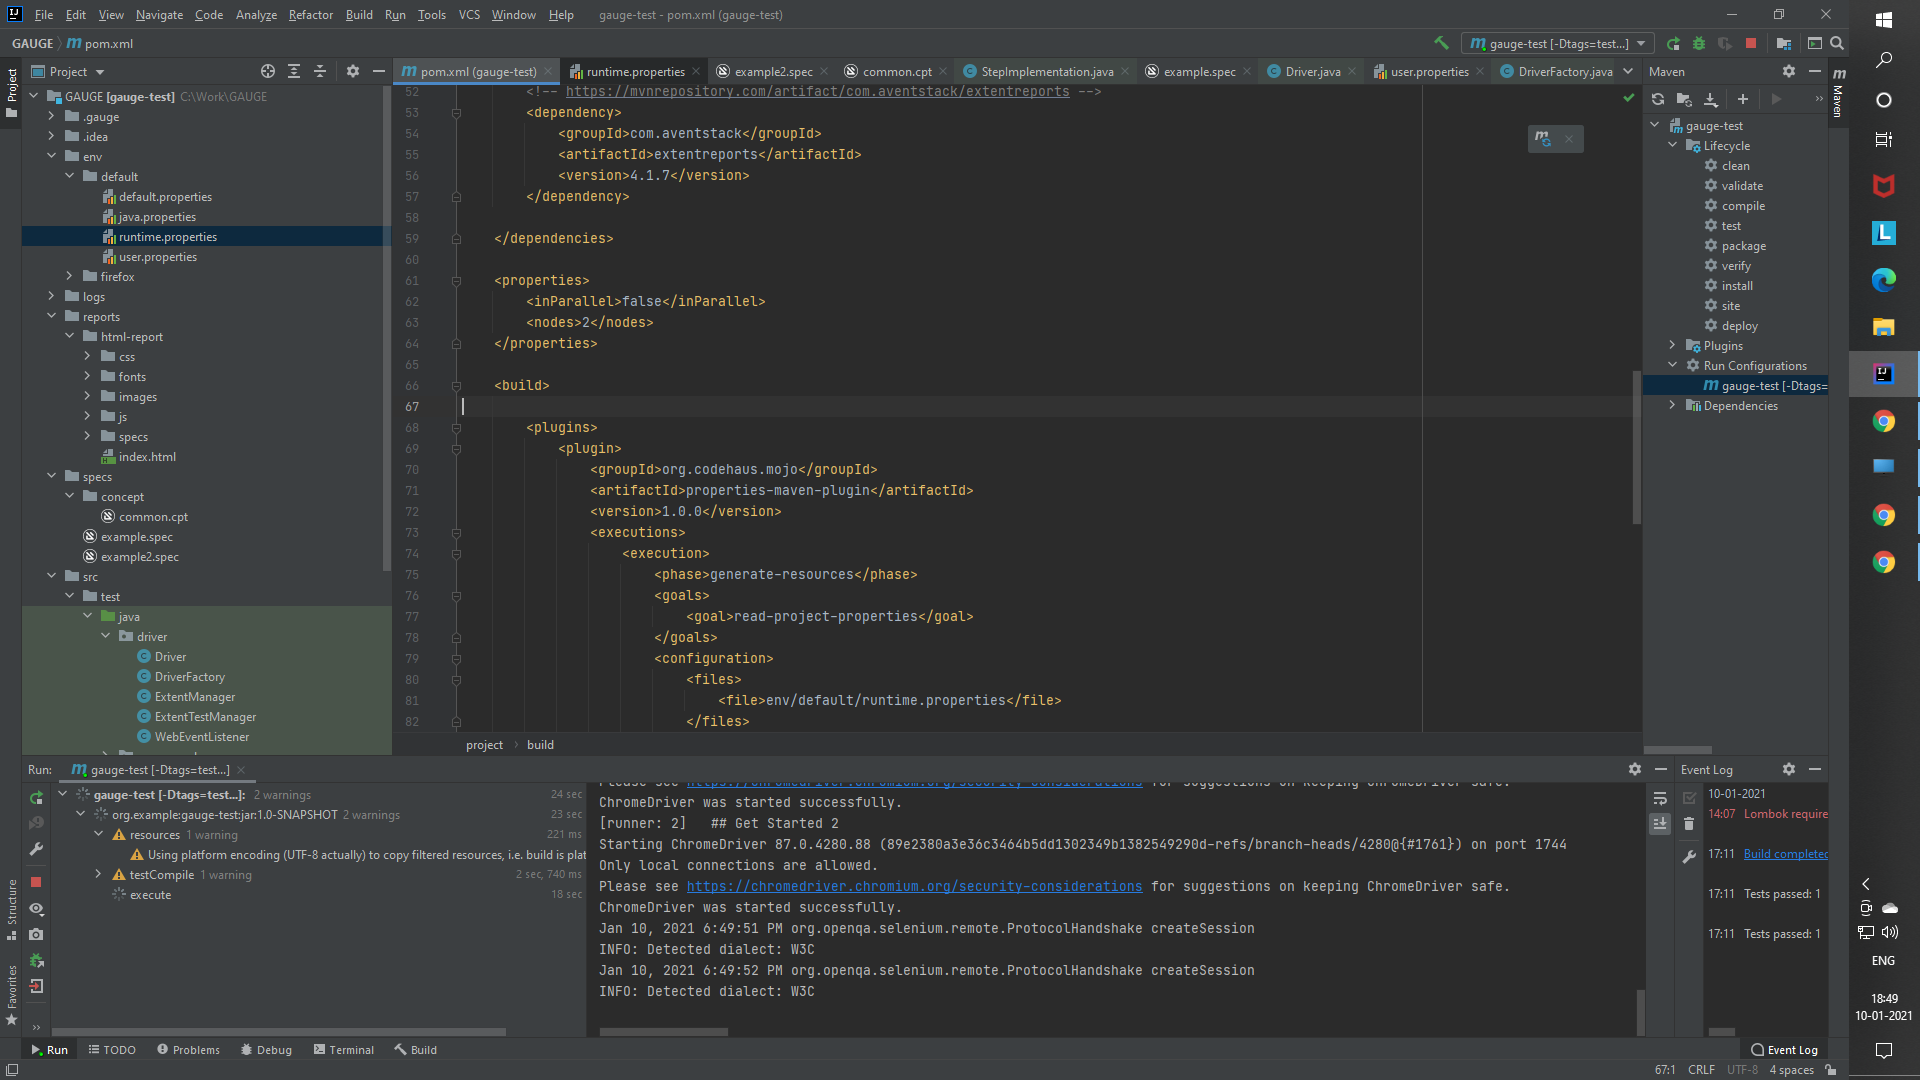 File Edit View Navigate Code Analyze Refactor Build Run Tools VCS Window Help gauge-test - pom.xml (gauge-test)
GAUGE pom.xml
gauge-test [-Dtags=test...]
Project
pom.xml (gauge-test) runtime.properties example2.spec common.cpt StepImplementation.java example.spec Driver.java user.properties DriverFactory.java
Maven
Project
GAUGE [gauge-test] C:\Work\GAUGE
.gauge
.idea
env
default
default.properties
java.properties
runtime.properties
user.properties
firefox
logs
reports
html-report
css
fonts
images
js
specs
index.html
specs
concept
common.cpt
example.spec
example2.spec
src
test
java
driver
Driver
DriverFactory
ExtentManager
ExtentTestManager
WebEventListener
52 <!-- https://mvnrepository.com/artifact/com.aventstack/extentreports -->
53 <dependency>
54 <groupId>com.aventstack</groupId>
55 <artifactId>extentreports</artifactId>
56 <version>4.1.7</version>
57 </dependency>
58
59 </dependencies>
60
61 <properties>
62 <inParallel>false</inParallel>
63 <nodes>2</nodes>
64 </properties>
65
66 <build>
67
68 <plugins>
69 <plugin>
70 <groupId>org.codehaus.mojo</groupId>
71 <artifactId>properties-maven-plugin</artifactId>
72 <version>1.0.0</version>
73 <executions>
74 <execution>
75 <phase>generate-resources</phase>
76 <goals>
77 <goal>read-project-properties</goal>
78 </goals>
79 <configuration>
80 <files>
81 <file>env/default/runtime.properties</file>
82 </files>
project build
gauge-test
Lifecycle
clean
validate
compile
test
package
verify
install
site
deploy
Plugins
Run Configurations
gauge-test [-Dtags=
Dependencies
Maven
Run: gauge-test [-Dtags=test...]
gauge-test [-Dtags=test...]: 2 warnings 24 sec
org.example:gauge-test:jar:1.0-SNAPSHOT 2 warnings 23 sec
resources 1 warning 221 ms
Using platform encoding (UTF-8 actually) to copy filtered resources, i.e. build is plat
testCompile 1 warning 2 sec, 740 ms
execute 18 sec
Please see https://chromedriver.chromium.org/security-considerations for suggestions on keeping ChromeDriver safe.
ChromeDriver was started successfully.
[runner: 2] ## Get Started 2
Starting ChromeDriver 87.0.4280.88 (89e2380a3e36c3464b5dd1302349b1382549290d-refs/branch-heads/4280@{#1761}) on port 1744
Only local connections are allowed.
Please see https://chromedriver.chromium.org/security-considerations for suggestions on keeping ChromeDriver safe.
ChromeDriver was started successfully.
Jan 10, 2021 6:49:51 PM org.openqa.selenium.remote.ProtocolHandshake createSession
INFO: Detected dialect: W3C
Jan 10, 2021 6:49:52 PM org.openqa.selenium.remote.ProtocolHandshake createSession
INFO: Detected dialect: W3C
Event Log
10-01-2021
14:07 Lombok require
17:11 Build completed
17:11 Tests passed: 1
17:11 Tests passed: 1
Structure
Favorites
Run TODO Problems Debug Terminal Build Event Log
67:1 CRLF UTF-8 4 spaces
ENG
18:49
10-01-2021